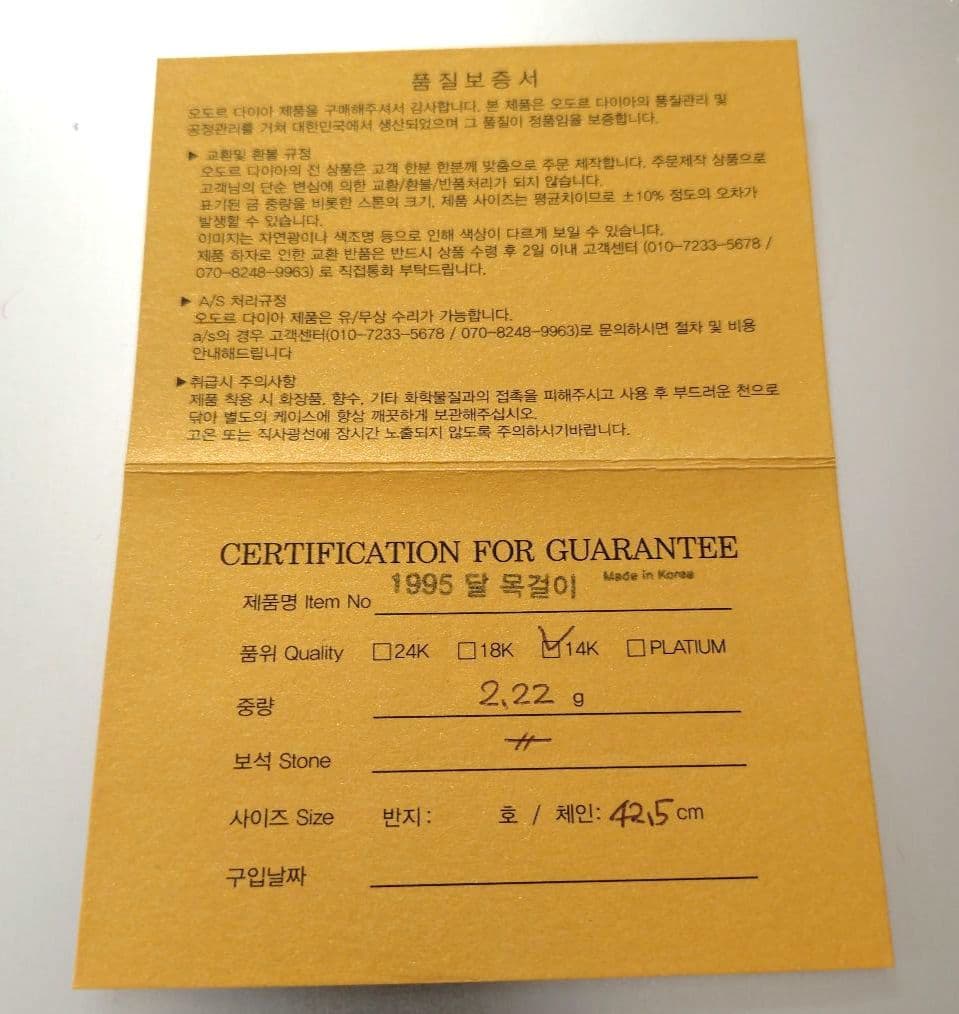 품질보증서
오도르 다이아 제품을 구매해주셔서 감사합니다. 본 제품은 오도르 다이아의 품질관리 및
공정관리를 거쳐 대한민국에서 생산되었으며 그 품질이 정품임을 보증합니다.
▶ 교환및 환불 규정
오도르 다이아의 전 상품은 고객 한분 한분께 맞춤으로 주문 제작합니다. 주문제작 상품으로
고객님의 단순 변심에 의한 교환/환불/반품처리가 되지 않습니다.
표기된 금 중량을 비롯한 스톤의 크기, 제품 사이즈는 평균치이므로 ±10% 정도의 오차가
발생할 수 있습니다.
이미지는 자연광이나 색조명 등으로 인해 색상이 다르게 보일 수 있습니다.
제품 하자로 인한 교환 반품은 반드시 상품 수령 후 2일 이내 고객센터 (010-7233-5678 /
070-8248-9963) 로 직접통화 부탁드립니다.
▶ A/S 처리규정
오도르 다이아 제품은 유/무상 수리가 가능합니다.
a/s의 경우 고객센터(010-7233-5678 / 070-8248-9963)로 문의하시면 절차 및 비용
안내해드립니다
▶취급시 주의사항
제품 착용 시 화장품, 향수, 기타 화학물질과의 접촉을 피해주시고 사용 후 부드러운 천으로
닦아 별도의 케이스에 항상 깨끗하게 보관해주십시오.
고온 또는 직사광선에 장시간 노출되지 않도록 주의하시기바랍니다.
CERTIFICATION FOR GUARANTEE
제품명 Item No 1995 달 목걸이 Made in Korea
품위 Quality □24K □18K ☑14K □PLATIUM
중량 2.22 g
보석 Stone
사이즈 Size 반지: 호 / 체인: 42.5 cm
구입날짜